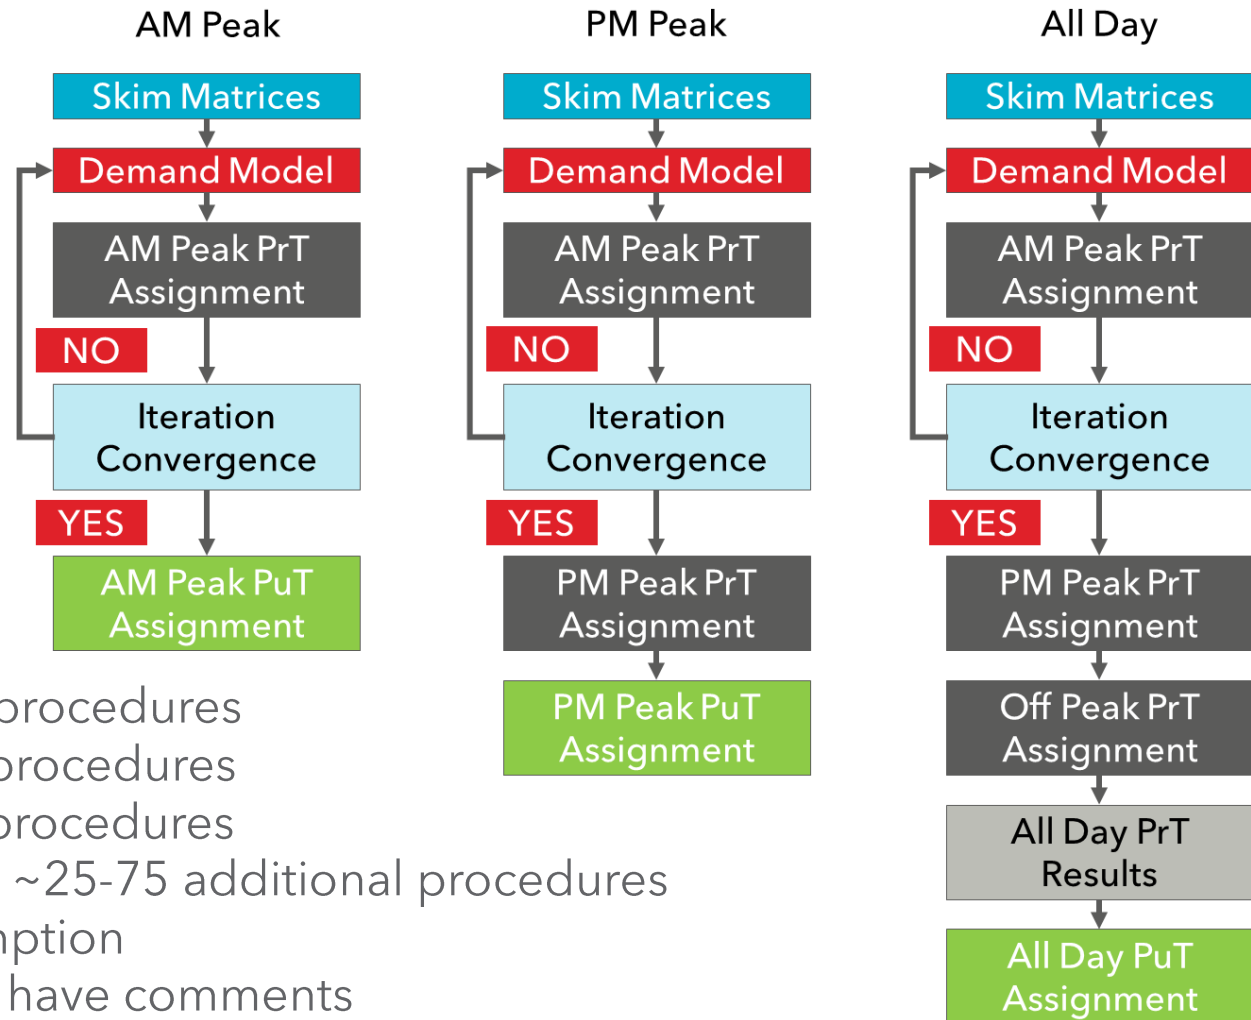 AM Peak
Skim Matrices
Demand Model
AM Peak PrT
Assignment
NO
Iteration
Convergence
YES
AM Peak PuT
Assignment
PM Peak
Skim Matrices
Demand Model
AM Peak PrT
Assignment
NO
Iteration
Convergence
YES
PM Peak PrT
Assignment
PM Peak PuT
Assignment
All Day
Skim Matrices
Demand Model
AM Peak PrT
Assignment
NO
Iteration
Convergence
YES
PM Peak PrT
Assignment
Off Peak PrT
Assignment
All Day PrT
Results
All Day PuT
Assignment
procedures
procedures
procedures
~25-75 additional procedures
nption
have comments